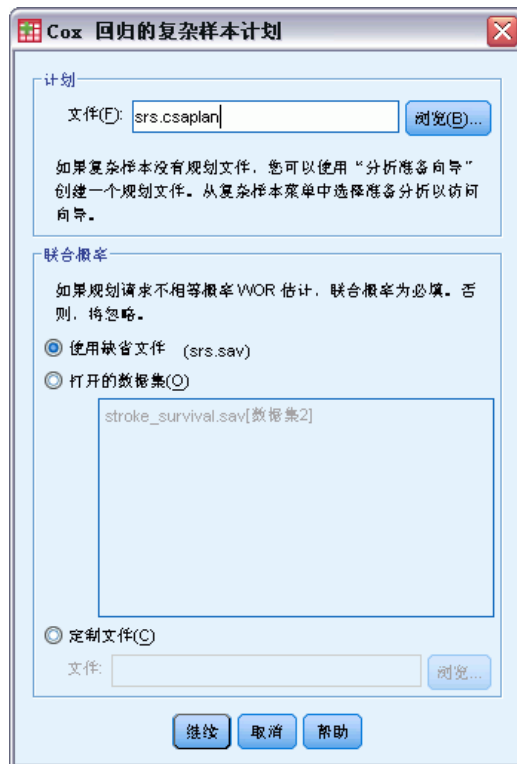 Cox 回归的复杂样本计划
计划
文件(F): srs.csaplan 浏览(B)...
如果复杂样本没有规划文件，您可以使用“分析准备向导”
创建一个规划文件。从复杂样本菜单中选择准备分析以访问
向导。
联合概率
如果规划请求不相等概率 WOR 估计，联合概率为必填。否
则，将忽略。
使用缺省文件 (srs.sav)
打开的数据集(O)
stroke_survival.sav[数据集2]
定制文件(C)
文件: 浏览...
继续 取消 帮助